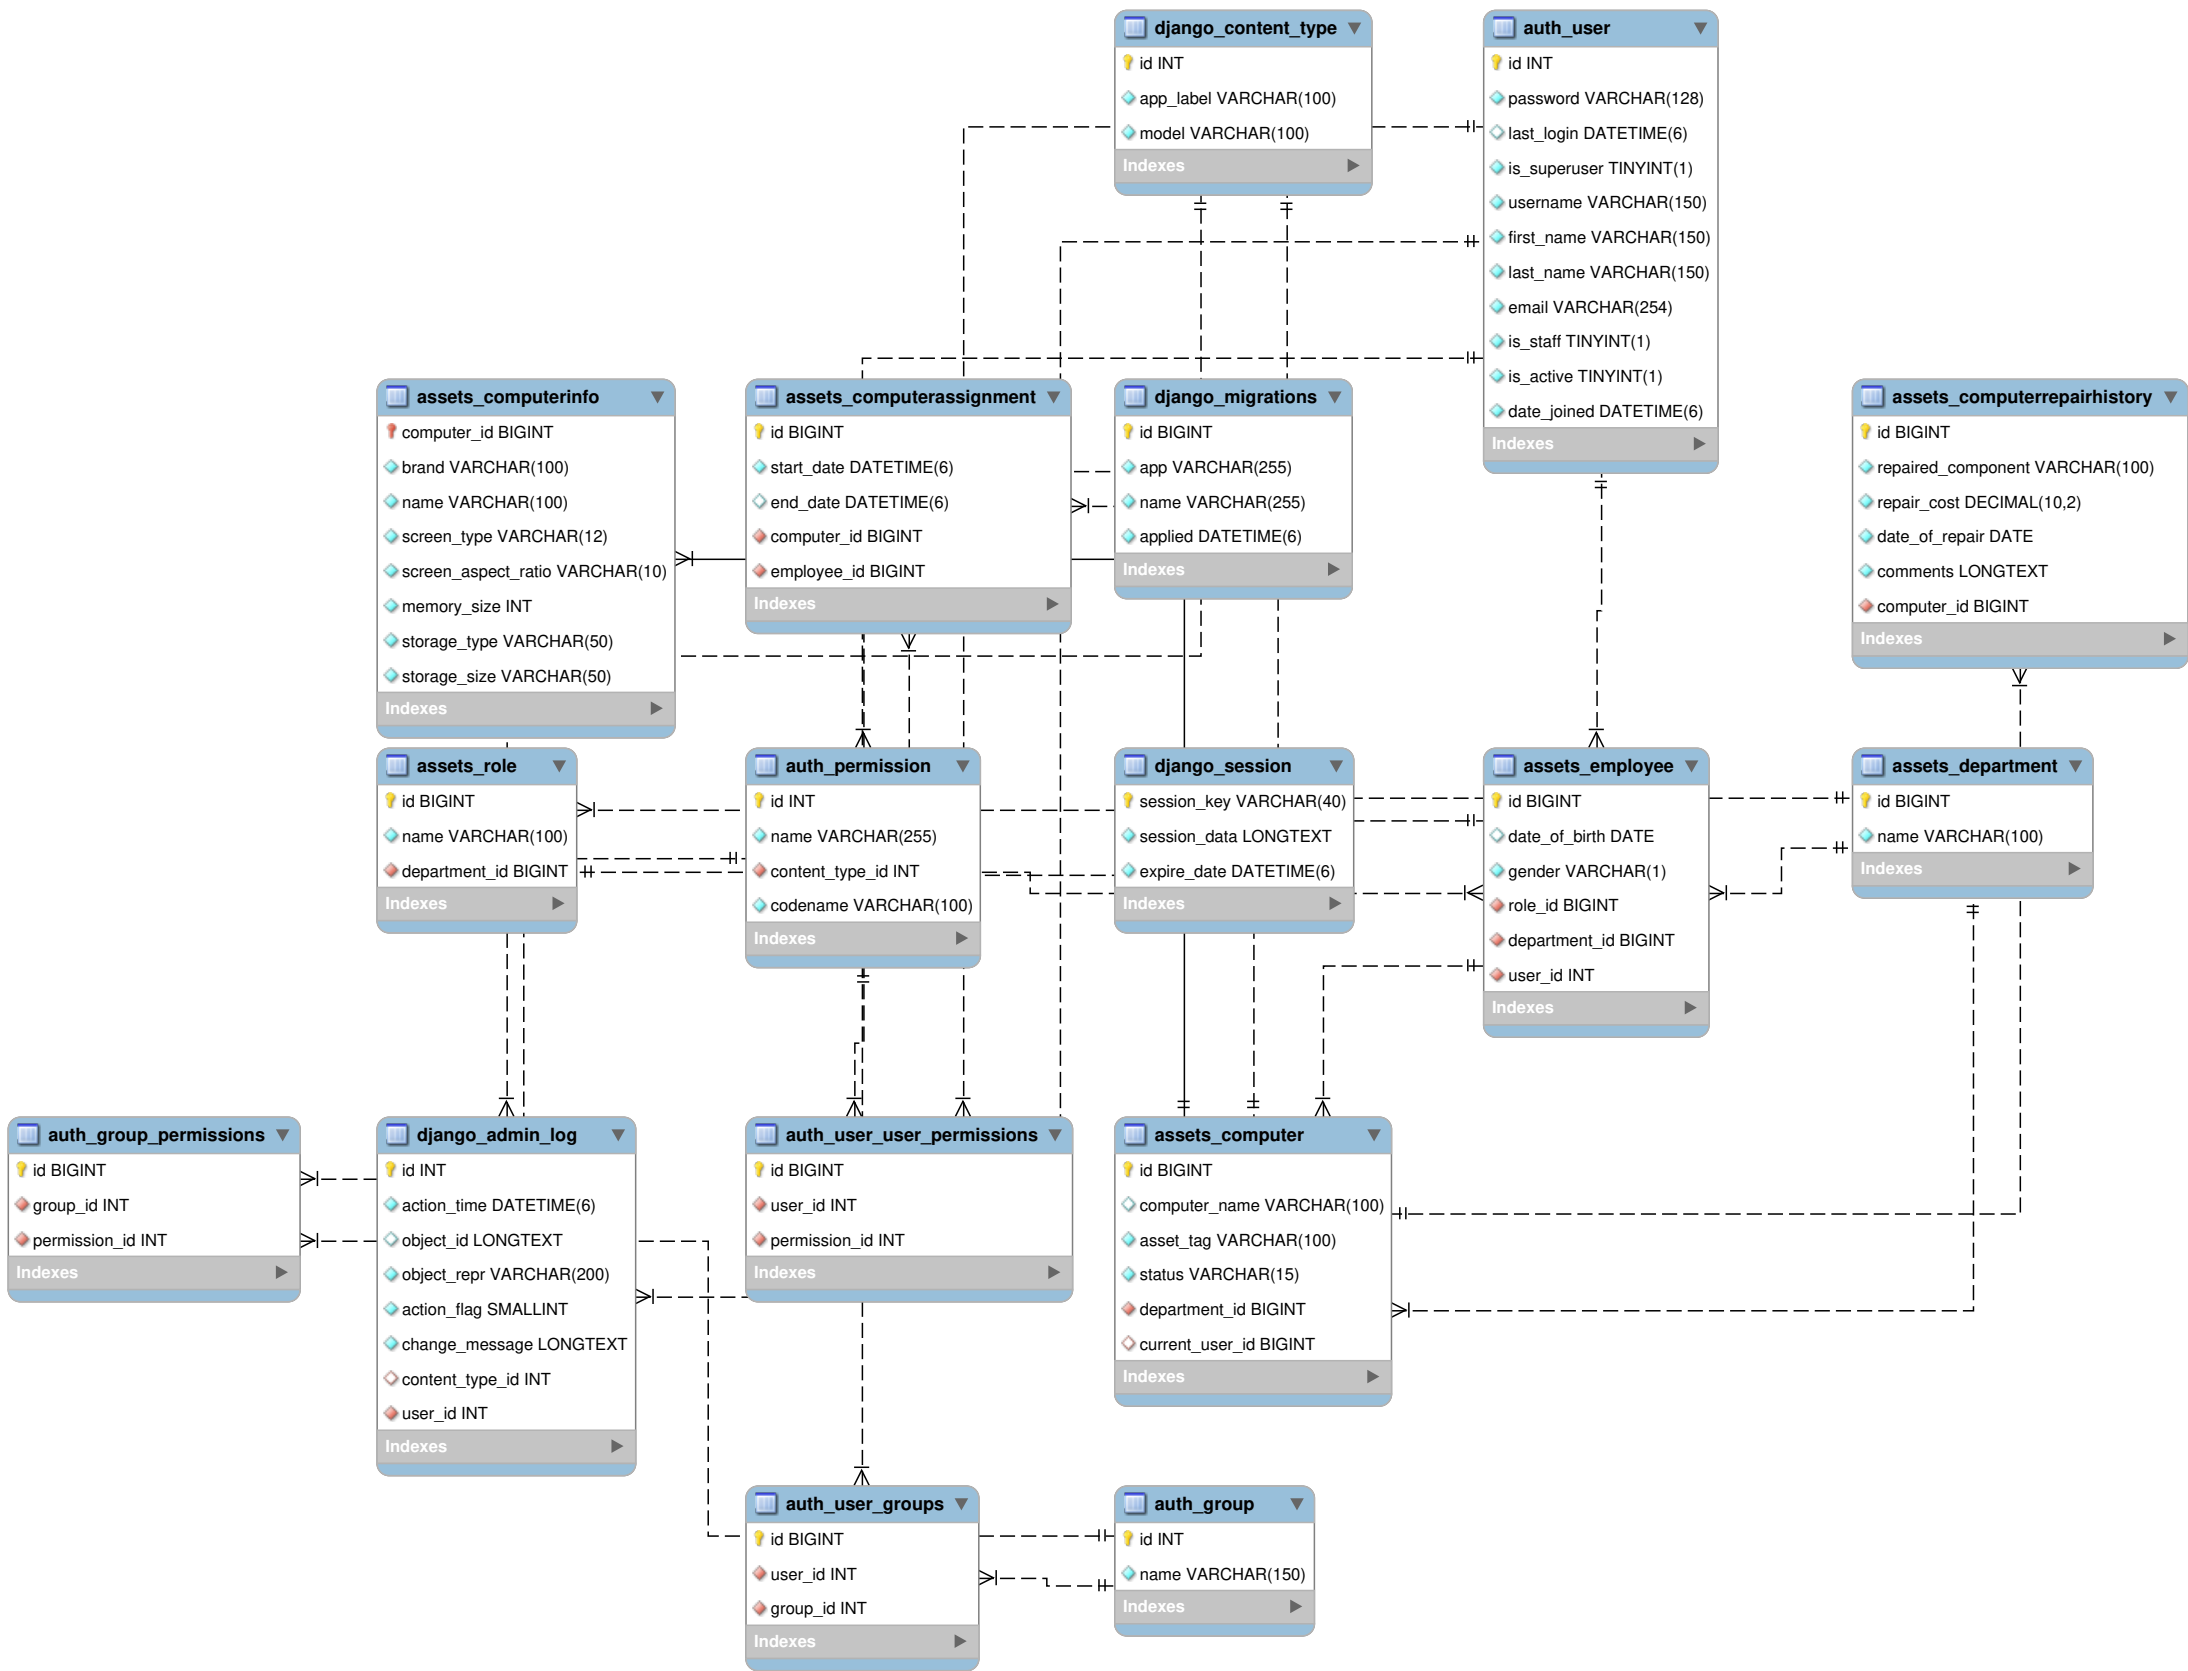 django_content_type
id INT
app_label VARCHAR(100)
model VARCHAR(100)
Indexes
auth_user
id INT
password VARCHAR(128)
last_login DATETIME(6)
is_superuser TINYINT(1)
username VARCHAR(150)
first_name VARCHAR(150)
last_name VARCHAR(150)
email VARCHAR(254)
is_staff TINYINT(1)
is_active TINYINT(1)
date_joined DATETIME(6)
Indexes
assets_computerinfo
computer_id BIGINT
brand VARCHAR(100)
name VARCHAR(100)
screen_type VARCHAR(12)
screen_aspect_ratio VARCHAR(10)
memory_size INT
storage_type VARCHAR(50)
storage_size VARCHAR(50)
Indexes
assets_computerassignment
id BIGINT
start_date DATETIME(6)
end_date DATETIME(6)
computer_id BIGINT
employee_id BIGINT
Indexes
django_migrations
id BIGINT
app VARCHAR(255)
name VARCHAR(255)
applied DATETIME(6)
Indexes
assets_computerrepairhistory
id BIGINT
repaired_component VARCHAR(100)
repair_cost DECIMAL(10,2)
date_of_repair DATE
comments LONGTEXT
computer_id BIGINT
Indexes
assets_role
id BIGINT
name VARCHAR(100)
department_id BIGINT
Indexes
auth_permission
id INT
name VARCHAR(255)
content_type_id INT
codename VARCHAR(100)
Indexes
django_session
session_key VARCHAR(40)
session_data LONGTEXT
expire_date DATETIME(6)
Indexes
assets_employee
id BIGINT
date_of_birth DATE
gender VARCHAR(1)
role_id BIGINT
department_id BIGINT
user_id INT
Indexes
assets_department
id BIGINT
name VARCHAR(100)
Indexes
auth_group_permissions
id BIGINT
group_id INT
permission_id INT
Indexes
django_admin_log
id INT
action_time DATETIME(6)
object_id LONGTEXT
object_repr VARCHAR(200)
action_flag SMALLINT
change_message LONGTEXT
content_type_id INT
user_id INT
Indexes
auth_user_user_permissions
id BIGINT
user_id INT
permission_id INT
Indexes
assets_computer
id BIGINT
computer_name VARCHAR(100)
asset_tag VARCHAR(100)
status VARCHAR(15)
department_id BIGINT
current_user_id BIGINT
Indexes
auth_user_groups
id BIGINT
user_id INT
group_id INT
Indexes
auth_group
id INT
name VARCHAR(150)
Indexes